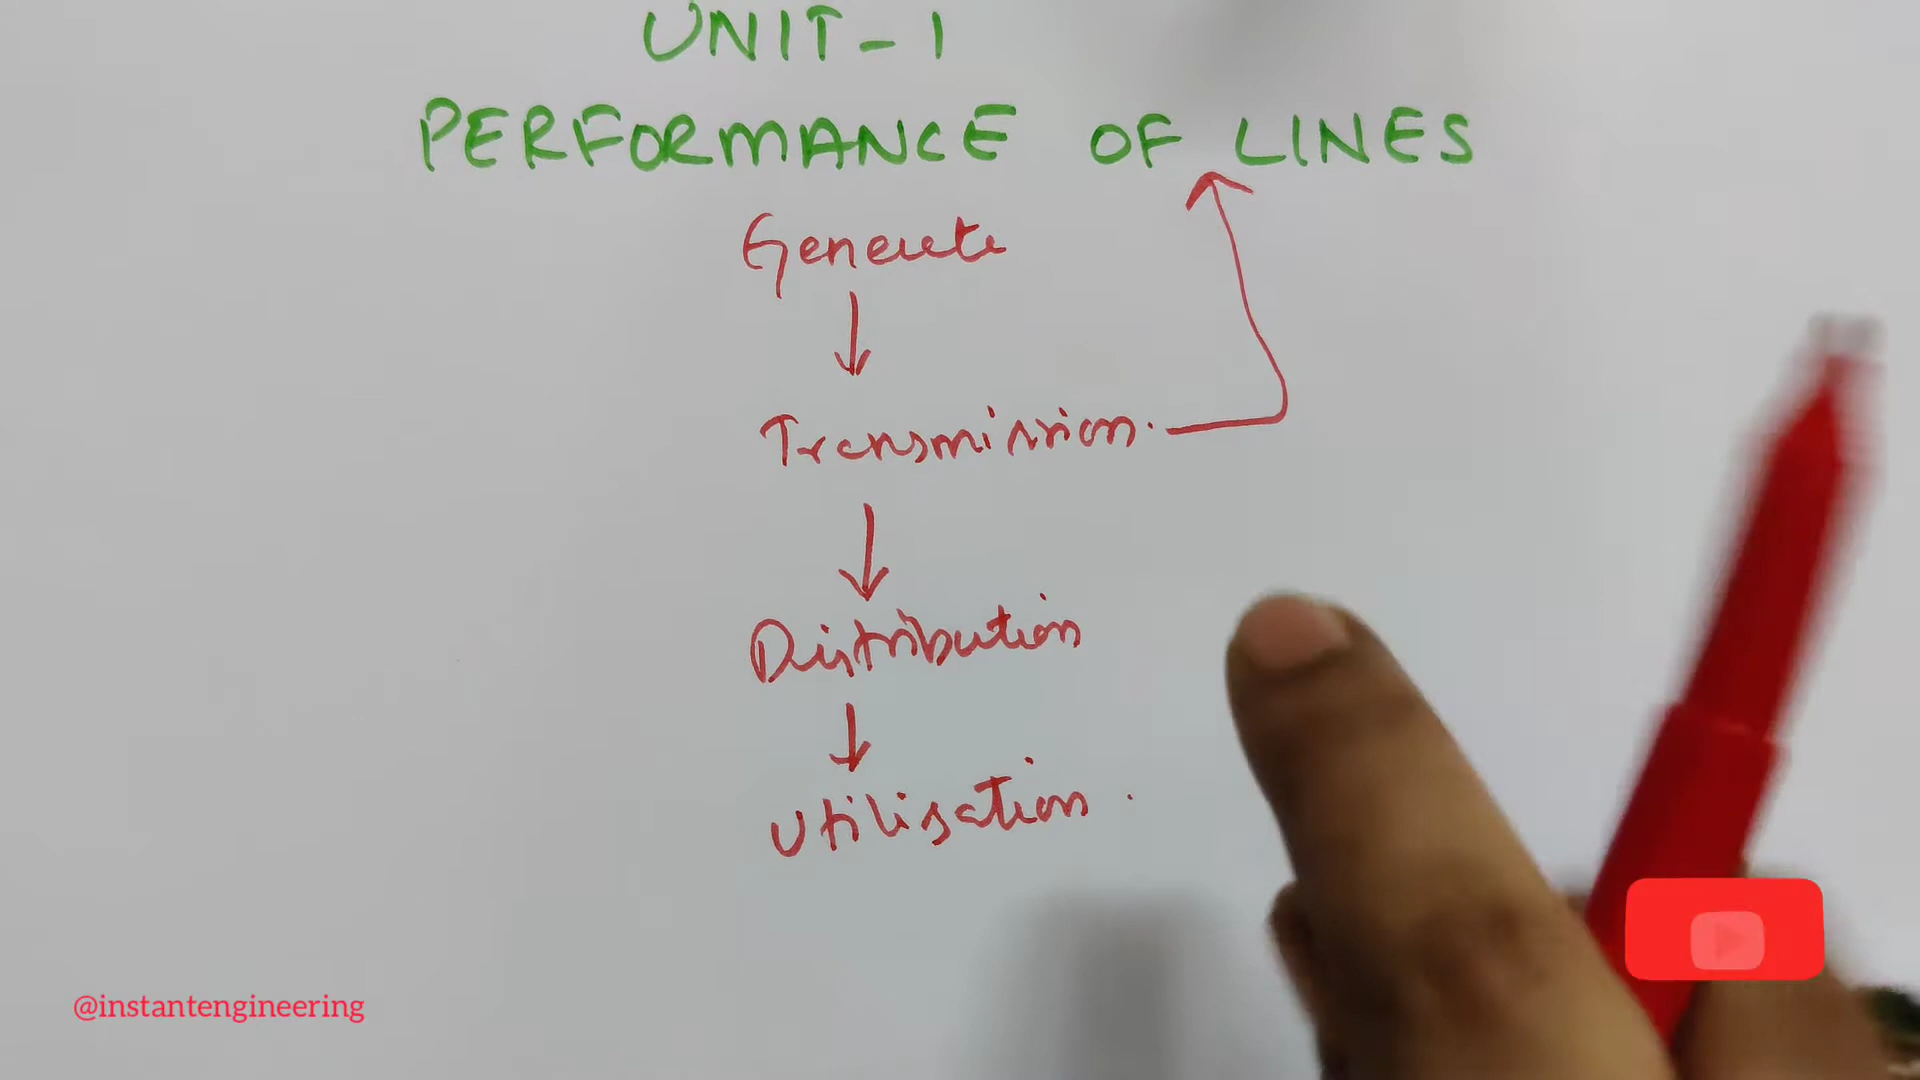 UNIT-1
PERFORMANCE OF LINES
Generate
Transmission.
Distribution
Utilisation.
@instantengineering